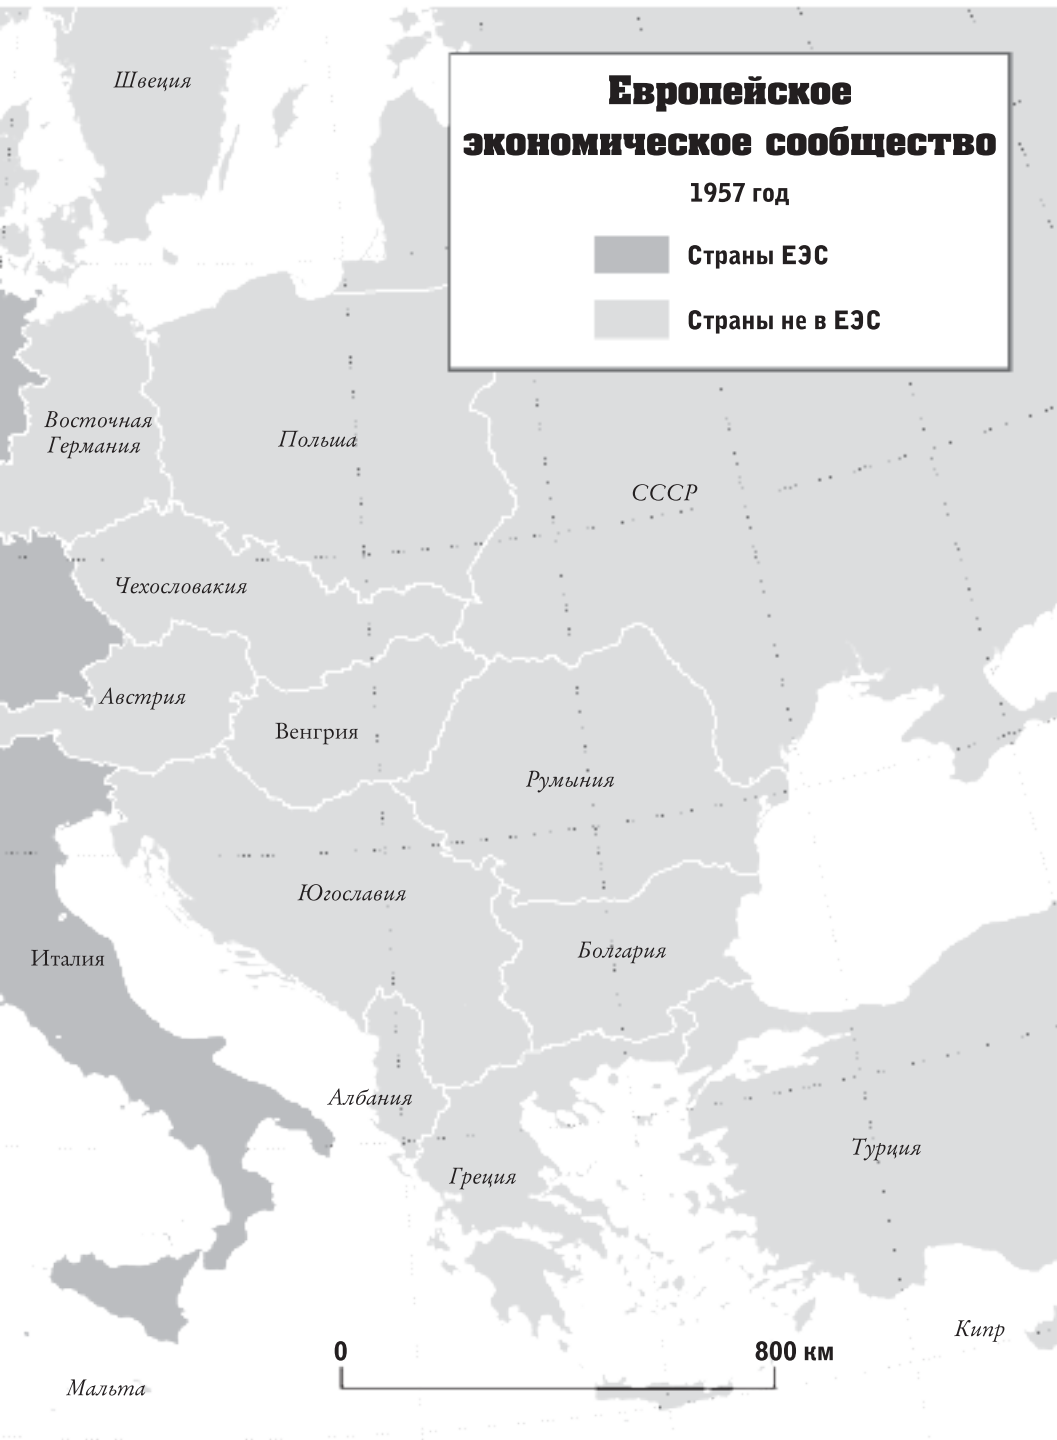 Швеция
Европейское
экономическое сообщество
1957 год
Страны ЕЭС
Страны не в ЕЭС
Восточная
Германия
Польша
СССР
Чехословакия
Австрия
Венгрия
Румыния
Югославия
Болгария
Италия
Албания
Турция
Греция
Кипр
0
800 км
Мальта